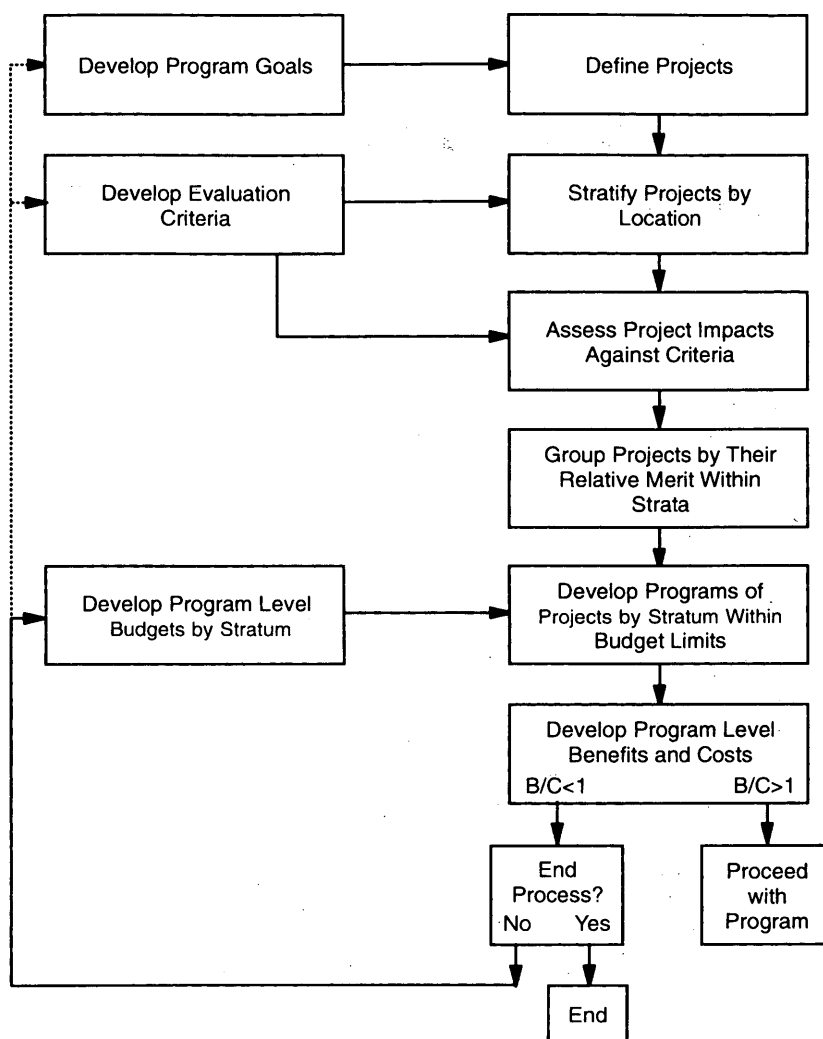 Develop Program Goals
Define Projects
Develop Evaluation
Criteria
Stratify Projects by
Location
Assess Project Impacts
Against Criteria
Group Projects by Their
Relative Merit Within
Strata
Develop Program Level
Budgets by Stratum
Develop Programs of
Projects by Stratum Within
Budget Limits
Develop Program Level
Benefits and Costs
B/C<1 B/C>1
End
Process?
No Yes
Proceed
with
Program
End